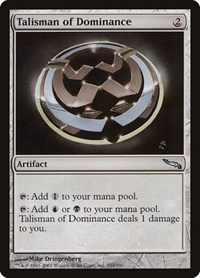 Talisman of Dominance 2
Artifact
: Add 1 to your mana pool.
: Add or to your mana pool.
Talisman of Dominance deals 1 damage
to you.
Mike Dringenberg